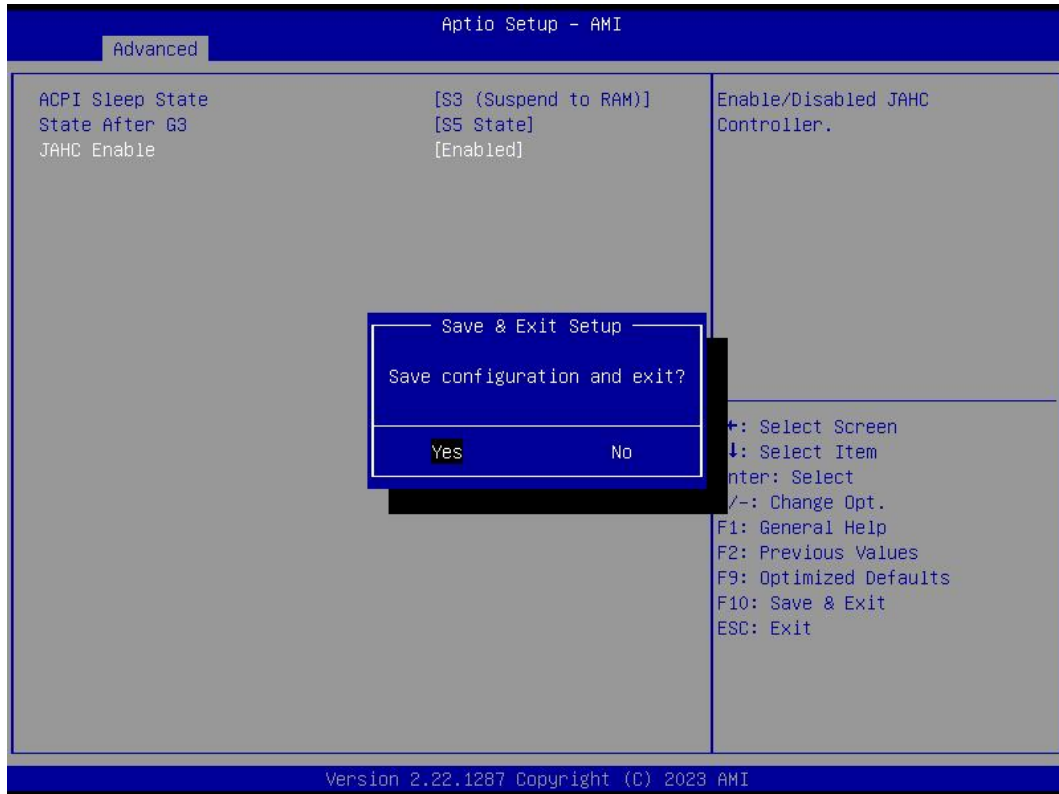 Aptio Setup - AMI
Advanced
ACPI Sleep State [S3 (Suspend to RAM)]
State After G3 [S5 State]
JAHC Enable [Enabled]
Enable/Disabled JAHC
Controller.
Save & Exit Setup
Save configuration and exit?
Yes No
: Select Screen
: Select Item
nter: Select
/-: Change Opt.
F1: General Help
F2: Previous Values
F9: Optimized Defaults
F10: Save & Exit
ESC: Exit
Version 2.22.1287 Copyright (C) 2023 AMI